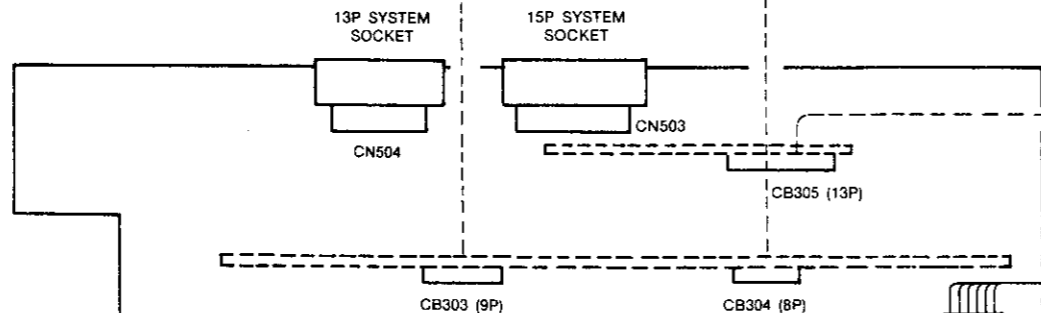 13P SYSTEM
SOCKET
15P SYSTEM
SOCKET
CN504
CN503
CB305 (13P)
CB303 (9P)
CB304 (8P)